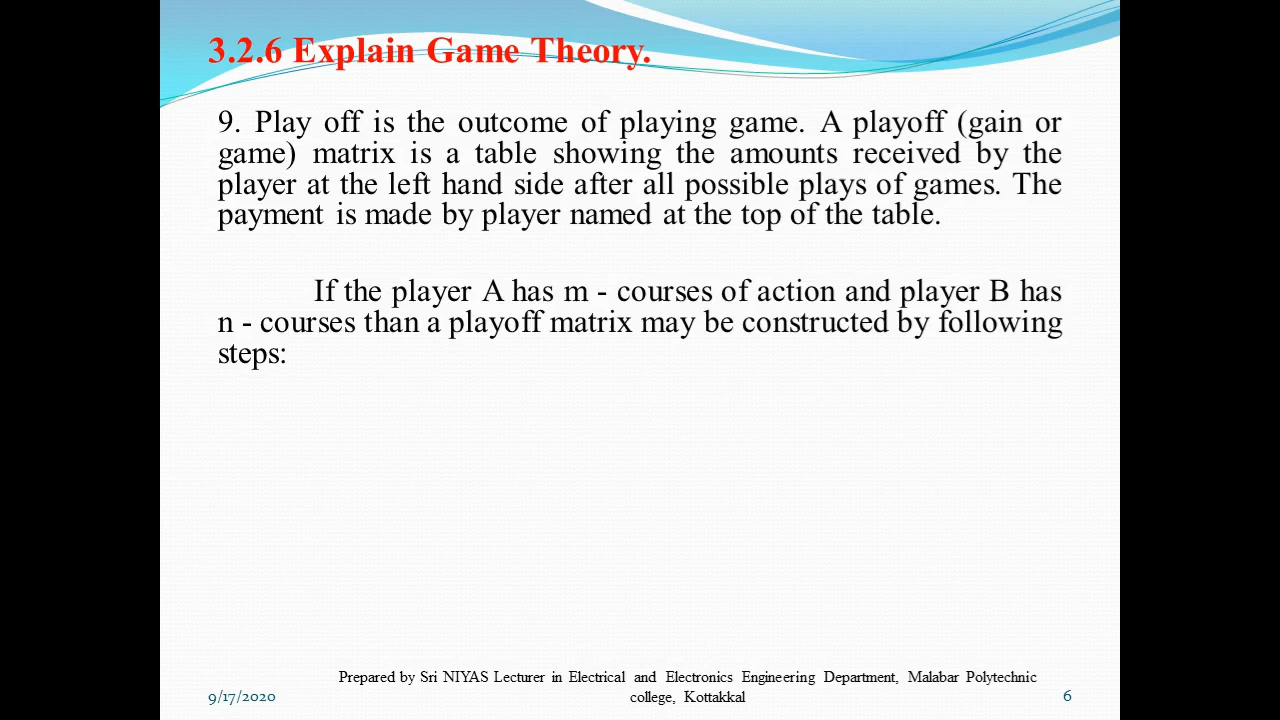 3.2.6 Explain Game Theory.
9. Play off is the outcome of playing game. A playoff (gain or
game) matrix is a table showing the amounts received by the
player at the left hand side after all possible plays of games. The
payment is made by player named at the top of the table.
If the player A has m - courses of action and player B has
n - courses than a playoff matrix may be constructed by following
steps:
Prepared by Sri NIYAS Lecturer in Electrical and Electronics Engineering Department, Malabar Polytechnic
9/17/2020 college, Kottakkal 6